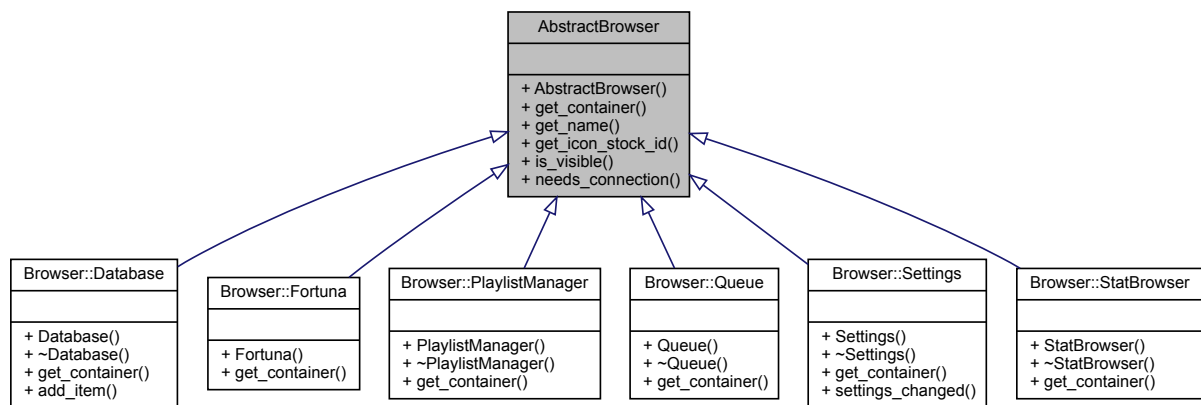 AbstractBrowser
+ AbstractBrowser()
+ get_container()
+ get_name()
+ get_icon_stock_id()
+ is_visible()
+ needs_connection()
Browser::Database
+ Database()
+ ~Database()
+ get_container()
+ add_item()
Browser::Fortuna
+ Fortuna()
+ get_container()
Browser::PlaylistManager
+ PlaylistManager()
+ ~PlaylistManager()
+ get_container()
Browser::Queue
+ Queue()
+ ~Queue()
+ get_container()
Browser::Settings
+ Settings()
+ ~Settings()
+ get_container()
+ settings_changed()
Browser::StatBrowser
+ StatBrowser()
+ ~StatBrowser()
+ get_container()